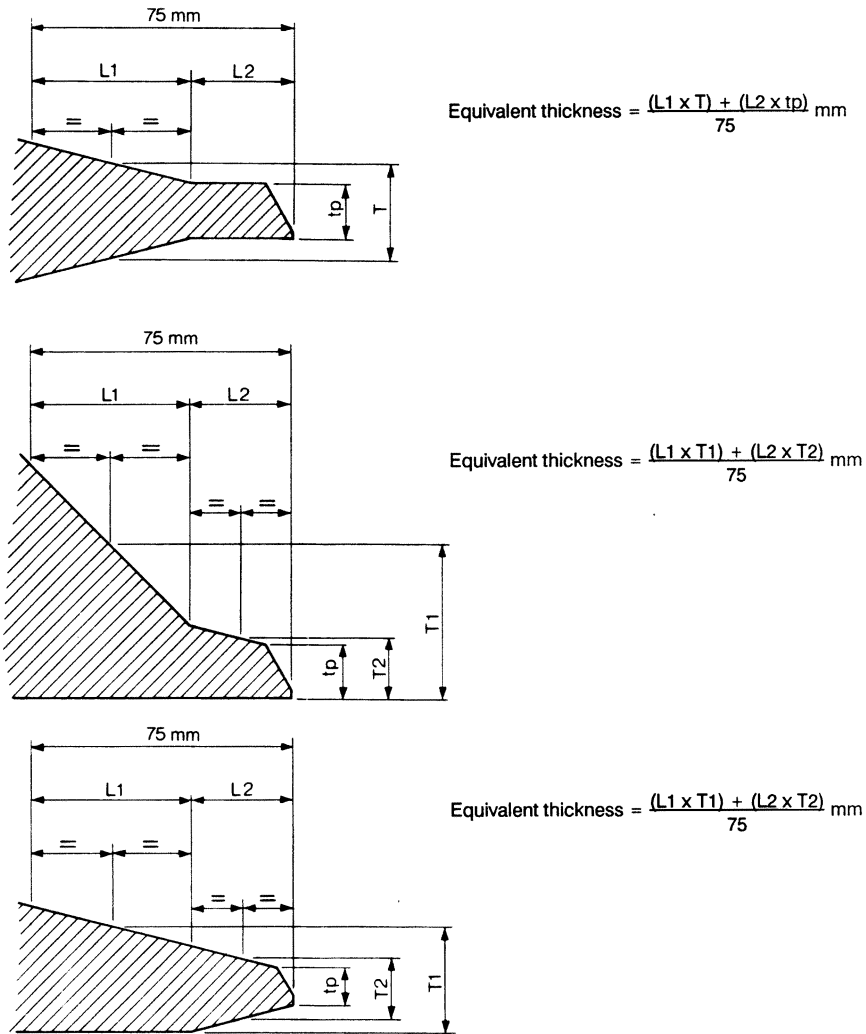 75 mm
L1 L2
= =
tp
T
Equivalent thickness = (L1 x T) + (L2 x tp) / 75 mm
75 mm
L1 L2
= =
= =
tp
T2
T1
Equivalent thickness = (L1 x T1) + (L2 x T2) / 75 mm
75 mm
L1 L2
= =
= =
tp
T2
T1
Equivalent thickness = (L1 x T1) + (L2 x T2) / 75 mm